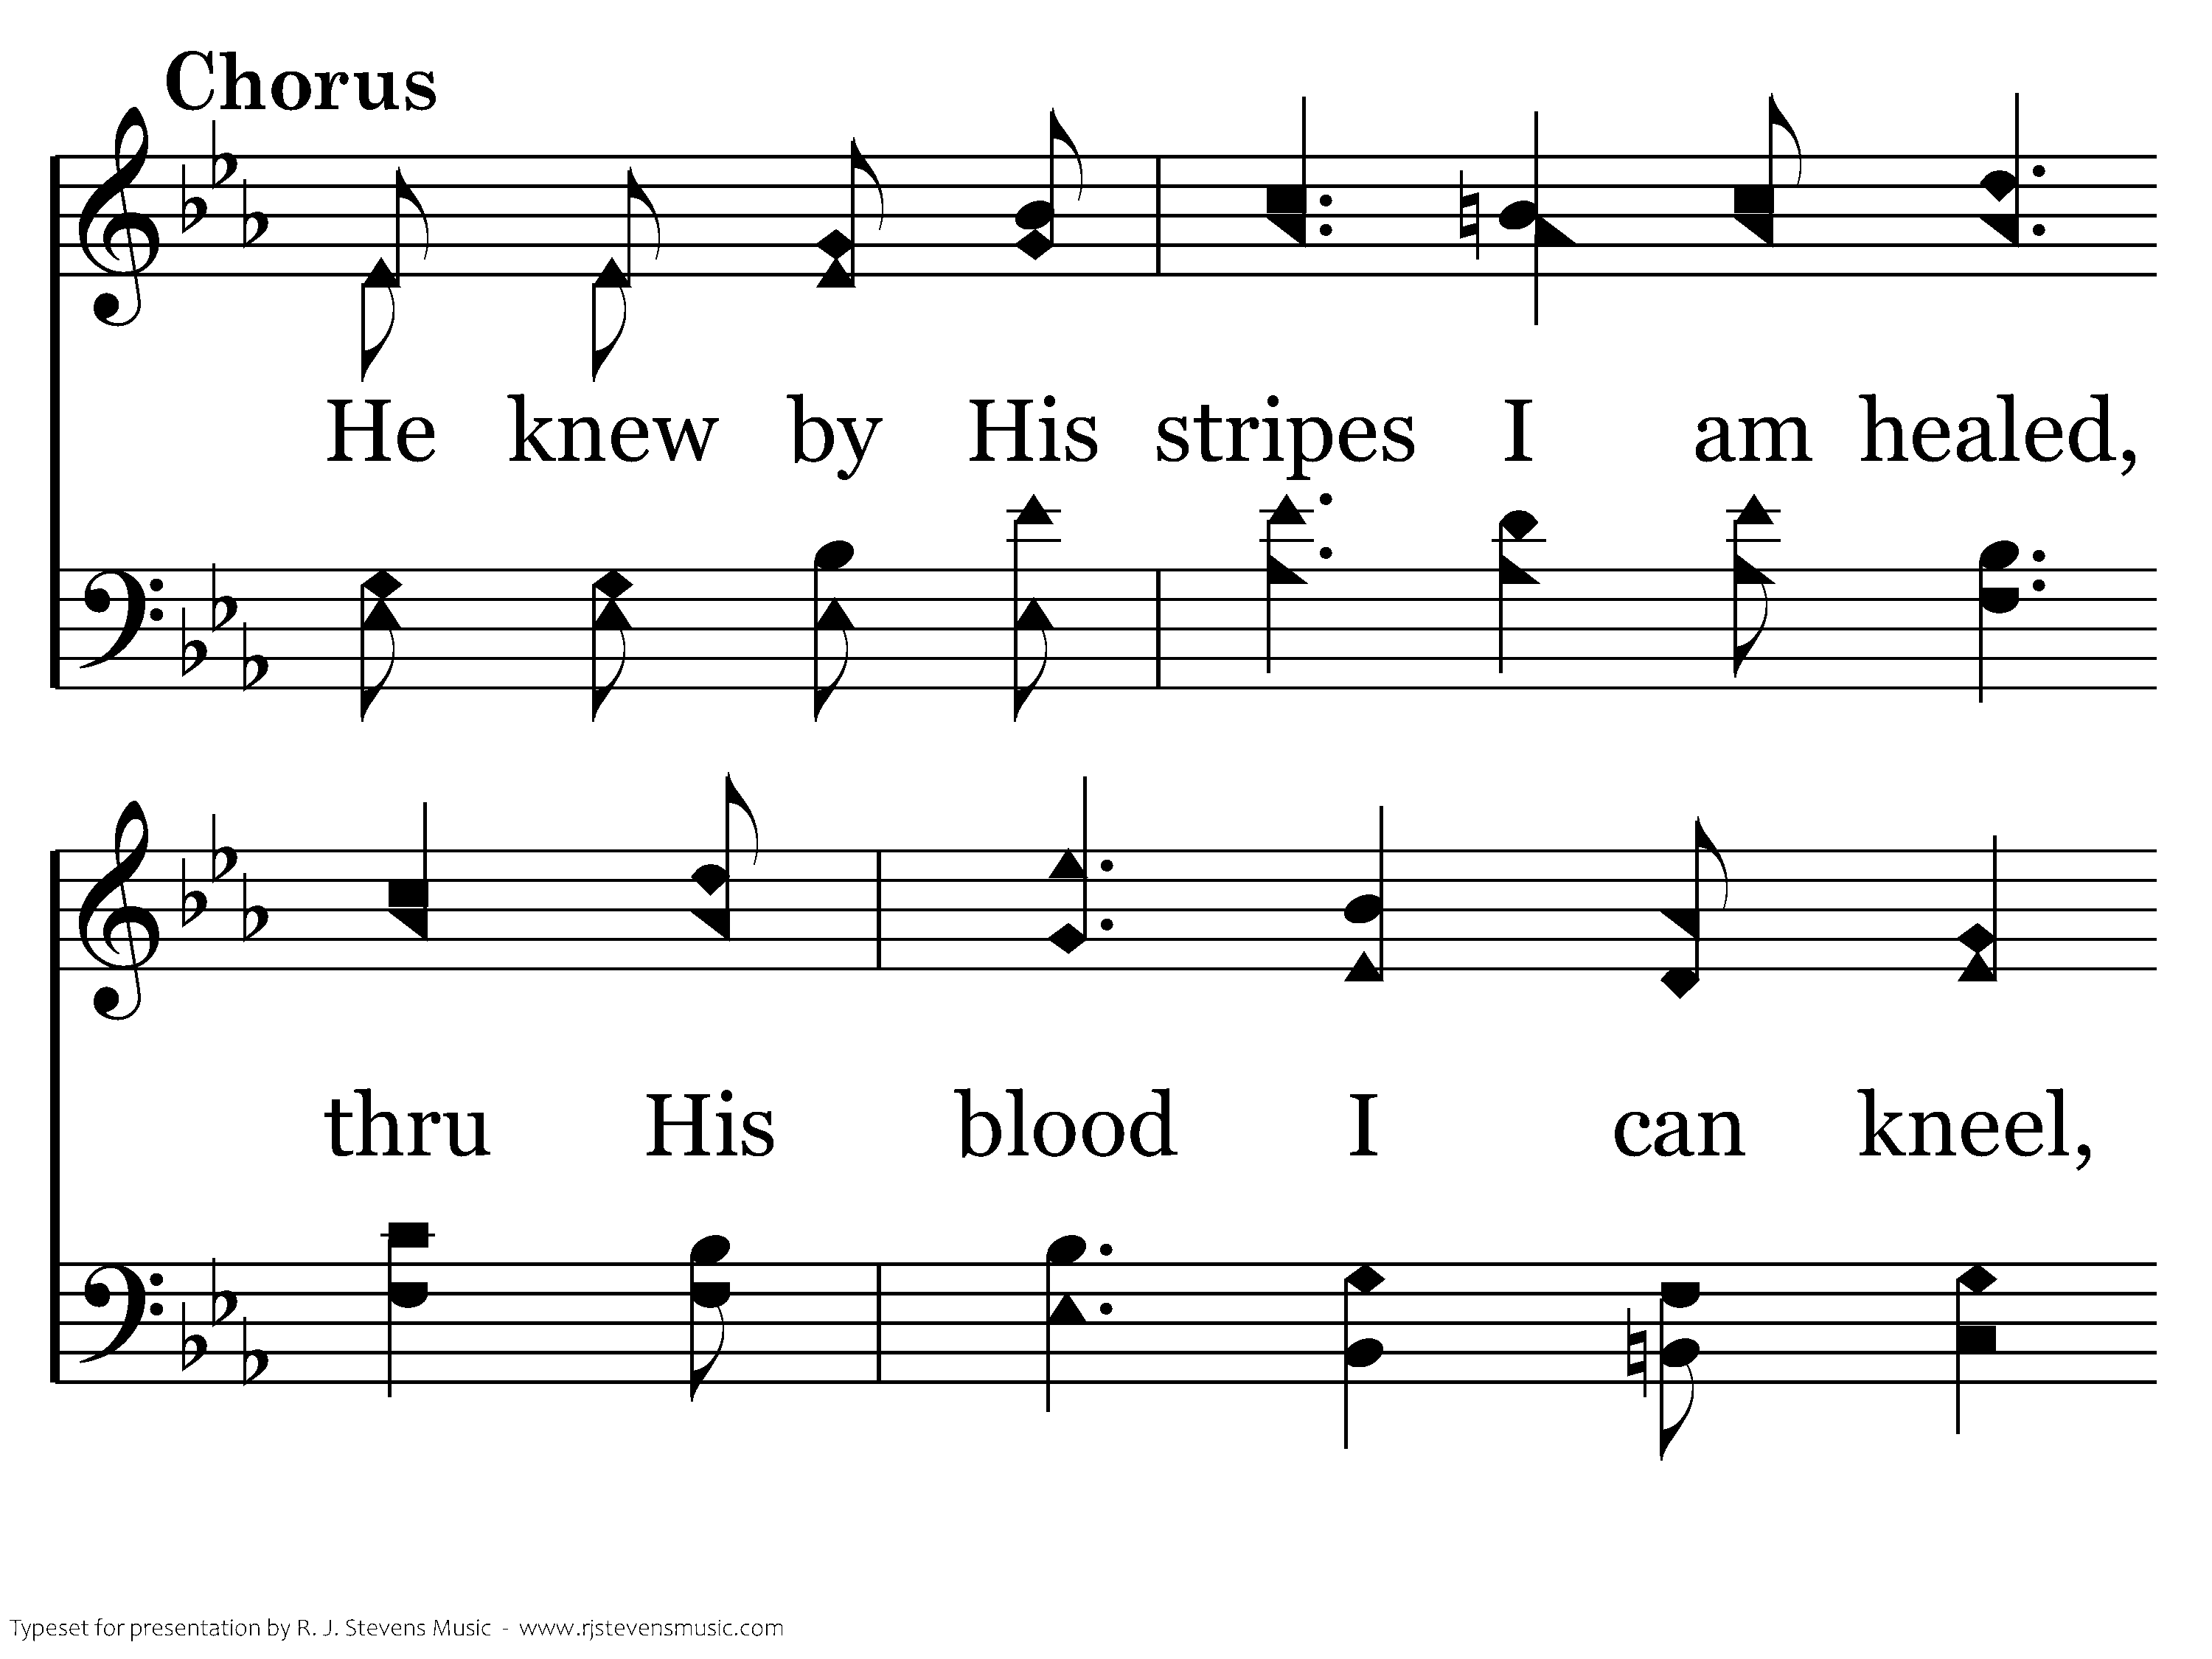 Chorus
He knew by His stripes I am healed,
thru His blood I can kneel,
Typeset for presentation by R. J. Stevens Music - www.rjstevensmusic.com